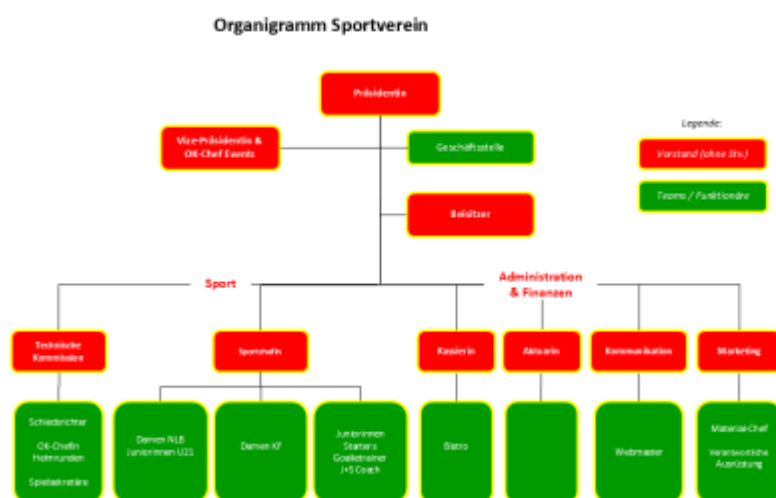 Organigramm Sportverein
Präsidentin
Legende:
Vice-Präsidentin &
OK-Chef Events
Geschäftsstelle
Vorstand (ohne Stv.)
Teams / Funktionäre
Beisitzer
Sport
Administration
& Finanzen
Technische
Kommission
Sportchefin
Kassierin
Aktuarin
Kommunikation
Marketing
Schiedsrichter
OK-Chefin
Heimrunden
Spielsekretäre
Damen NLB
Juniorinnen U21
Damen KF
Juniorinnen
Starters
Goalietrainer
J+S Coach
Bistro
Webmaster
Material-Chef
Verantwortliche
Ausrüstung